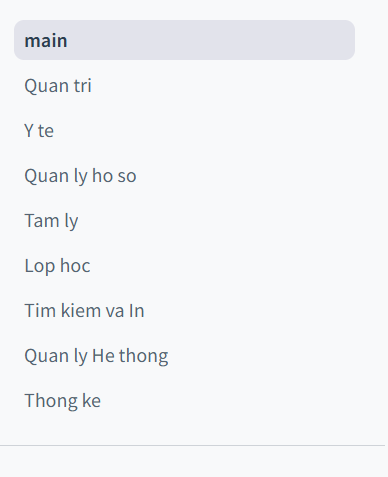 main
Quan tri
Y te
Quan ly ho so
Tam ly
Lop hoc
Tim kiem va In
Quan ly He thong
Thong ke